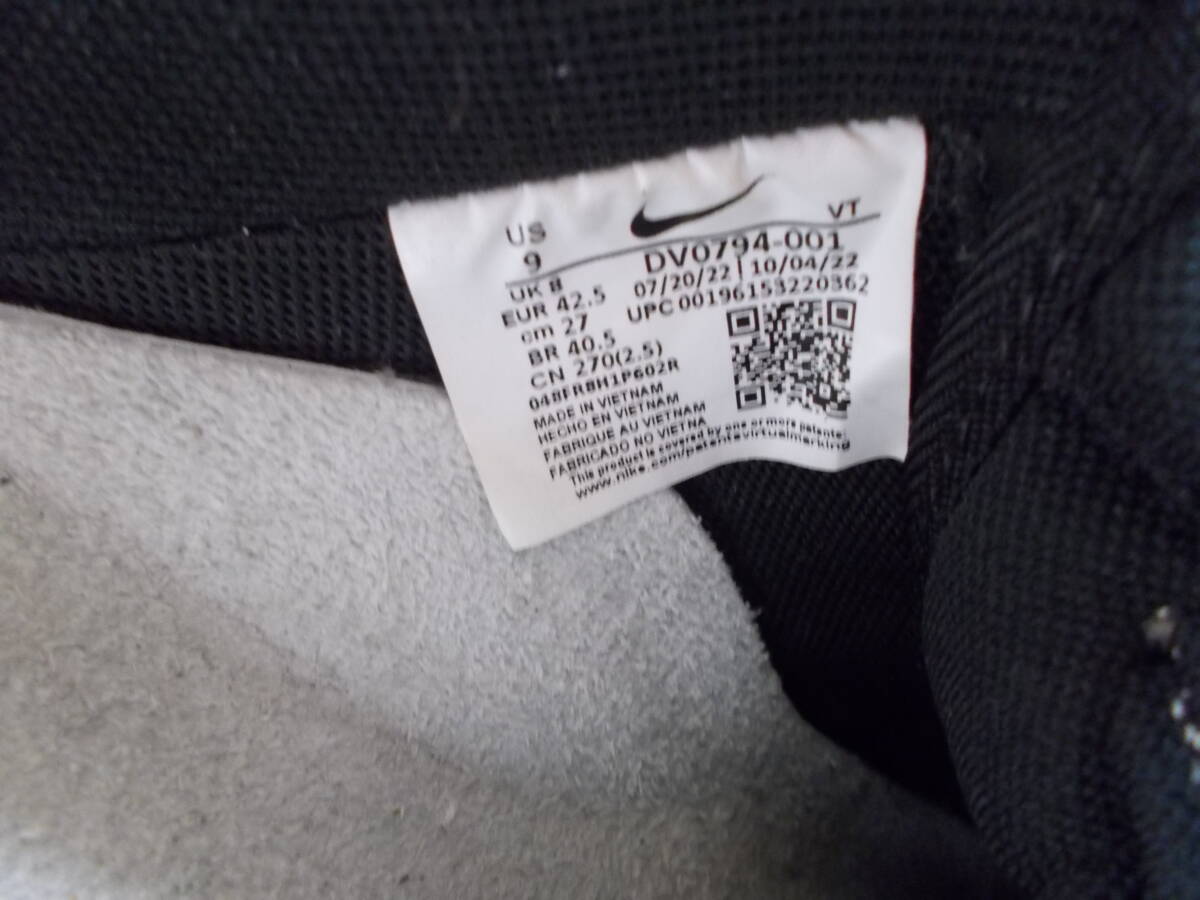 US
9
VT
DV0794-001
07/20/22 | 10/04/22
UPC 00196153220362
UK 8
EUR 42.5
cm 27
BR 40.5
CN 270(2.5)
048FR8H1P602R
MADE IN VIETNAM
HECHO EN VIETNAM
FABRIQUE AU VIETNAM
FABRICADO NO VIETNA
This product is covered by one or more patents.
www.nike.com/patentsvirtualmarking